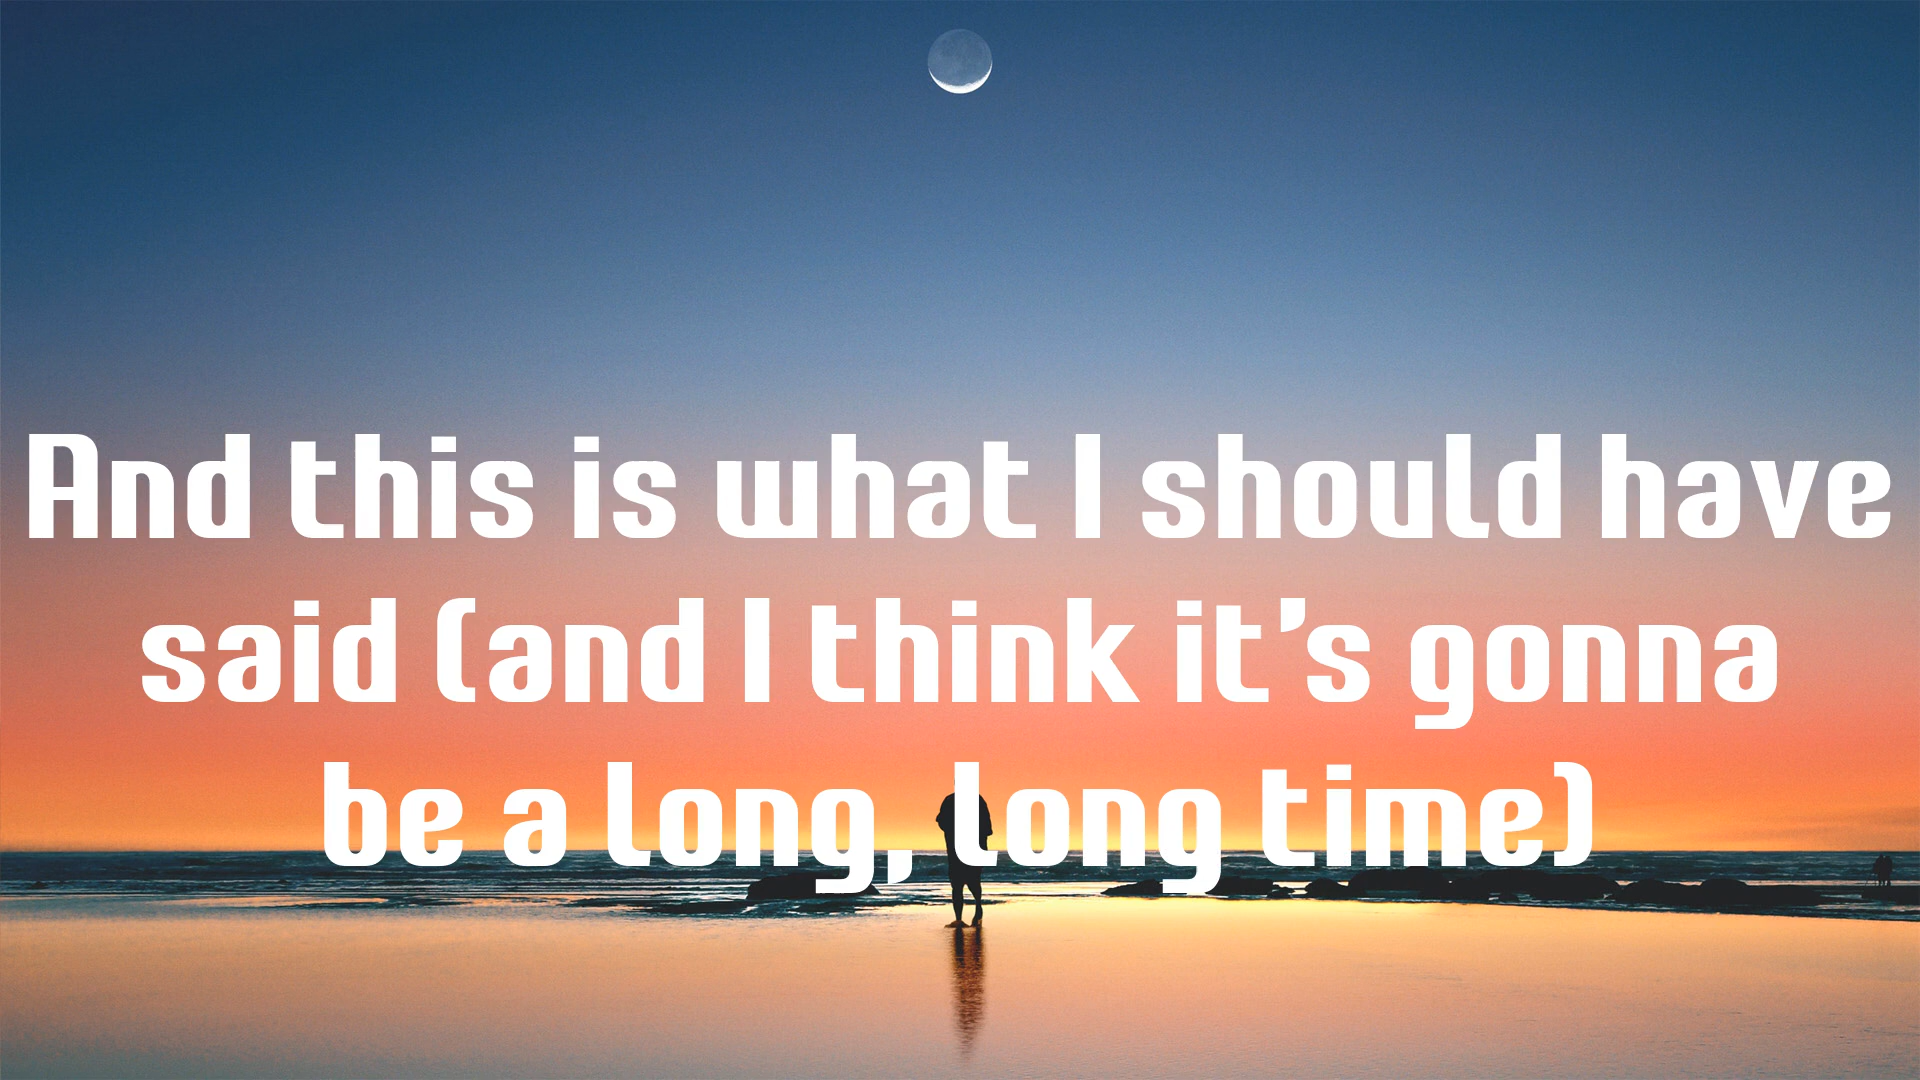 And this is what I should have
said (and I think it's gonna
be a long, long time)